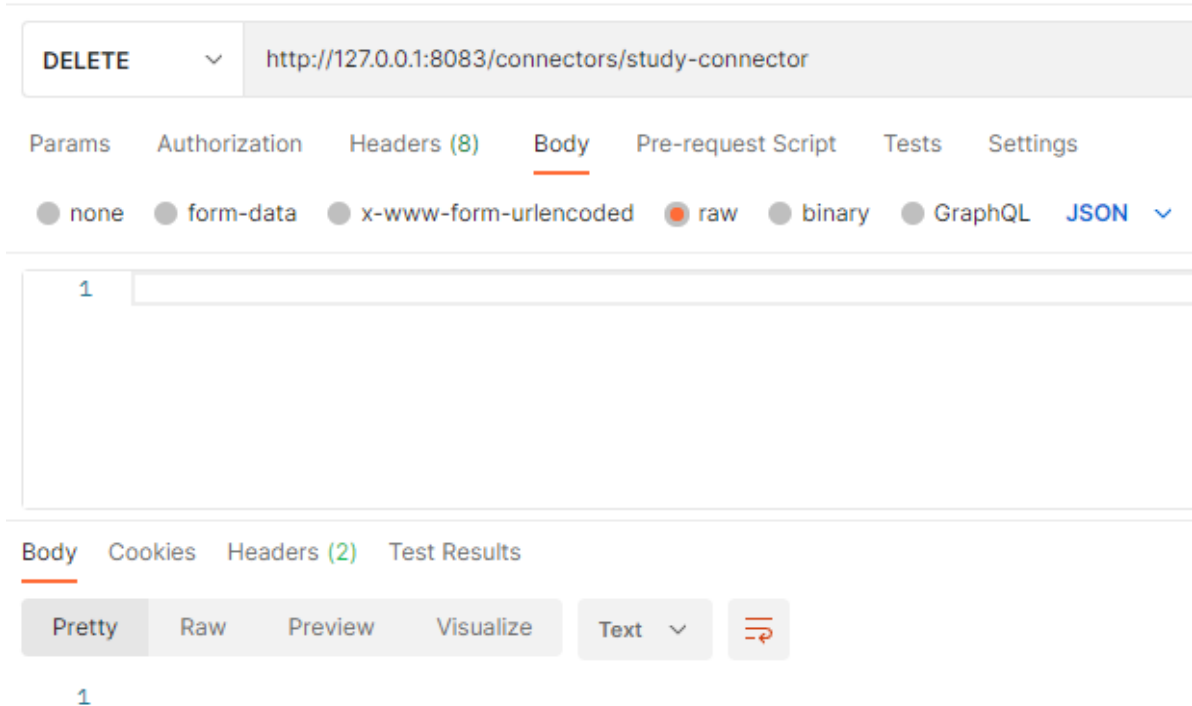 DELETE http://127.0.0.1:8083/connectors/study-connector
Params Authorization Headers (8) Body Pre-request Script Tests Settings
none form-data x-www-form-urlencoded raw binary GraphQL JSON
1
Body Cookies Headers (2) Test Results
Pretty Raw Preview Visualize Text
1